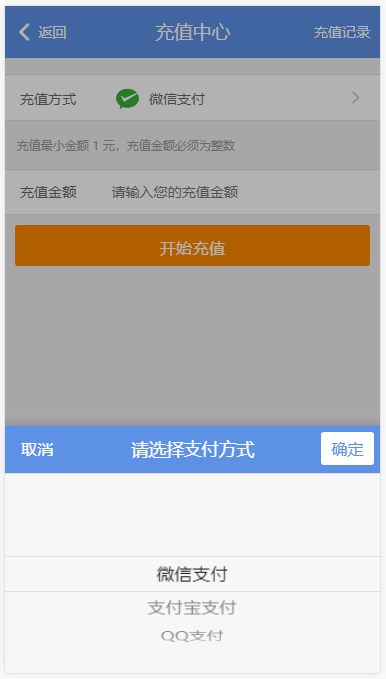 返回 充值中心 充值记录
充值方式 微信支付
充值最小金额 1 元，充值金额必须为整数
充值金额 请输入您的充值金额
开始充值
取消 请选择支付方式 确定
微信支付
支付宝支付
QQ支付